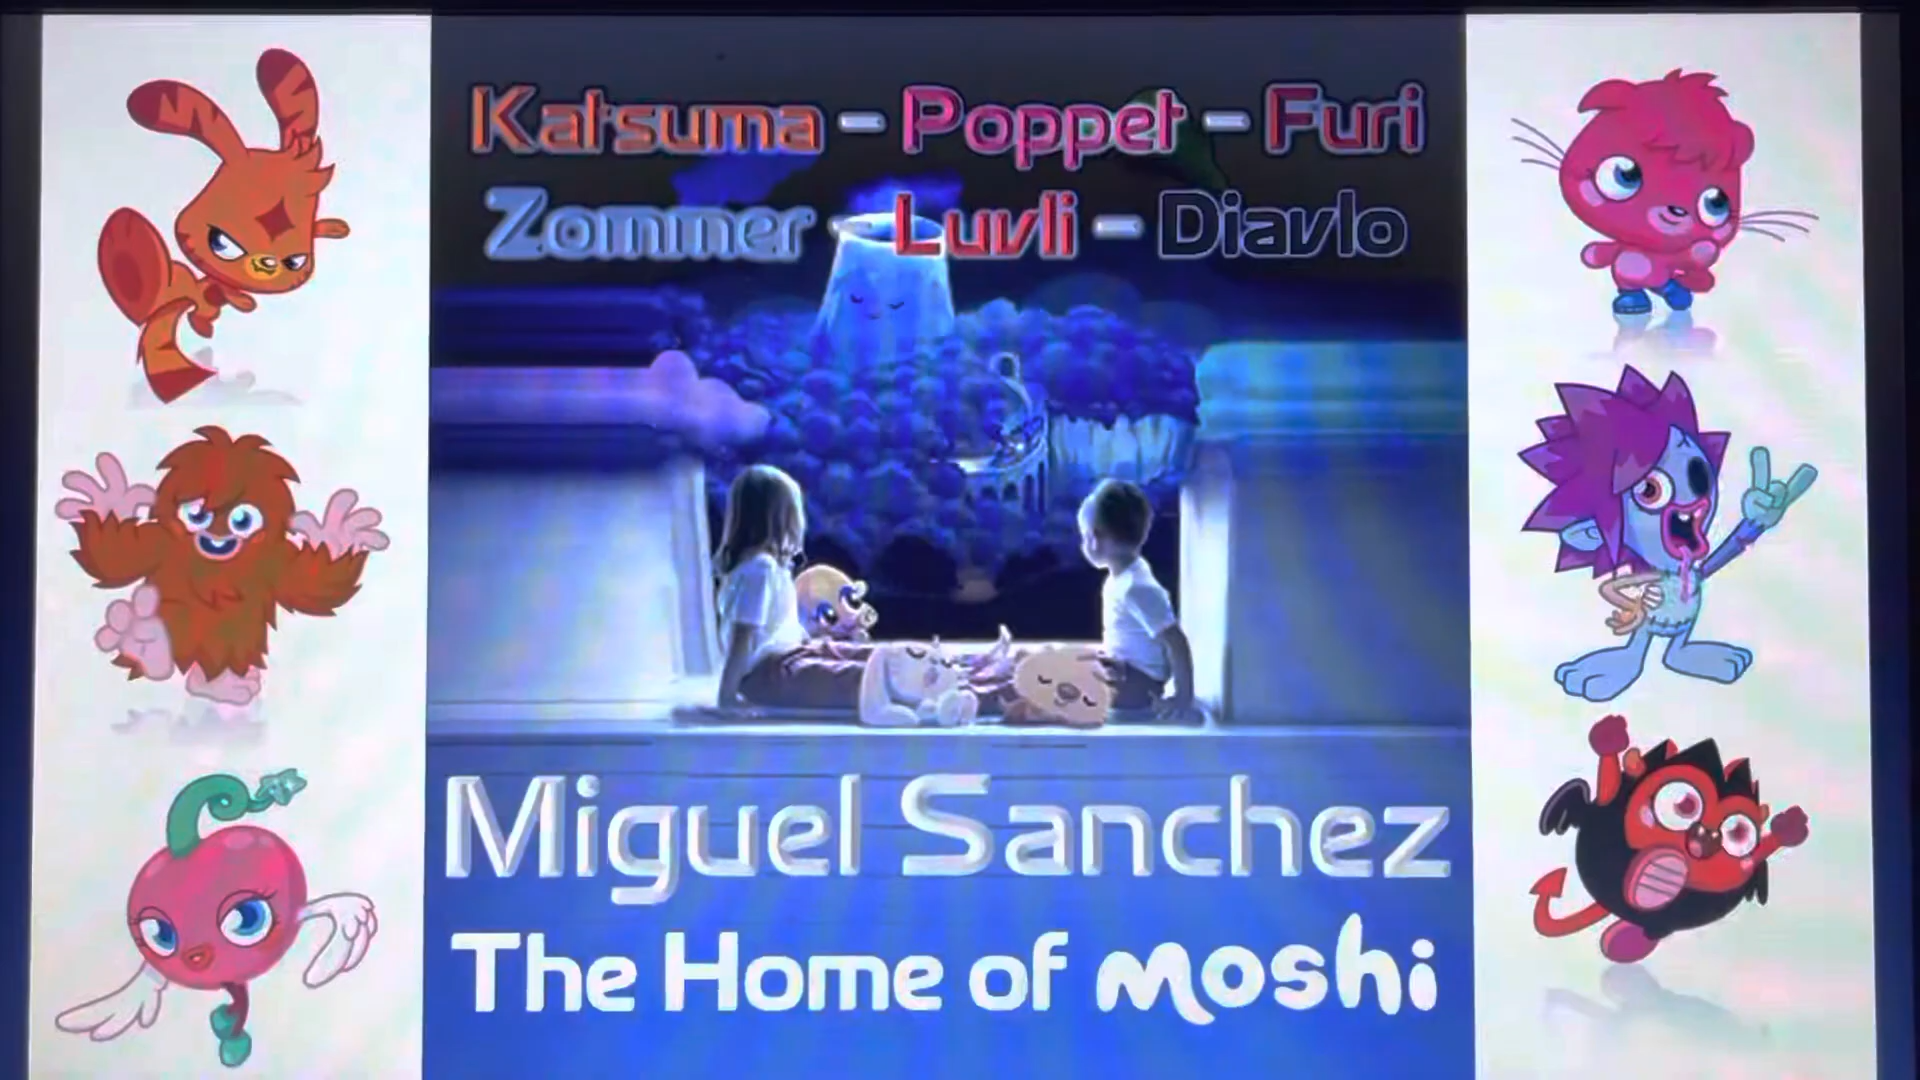 Katsuma - Poppet - Furi
Zommer - Luvli - Diavlo
Miguel Sanchez
The Home of moshi